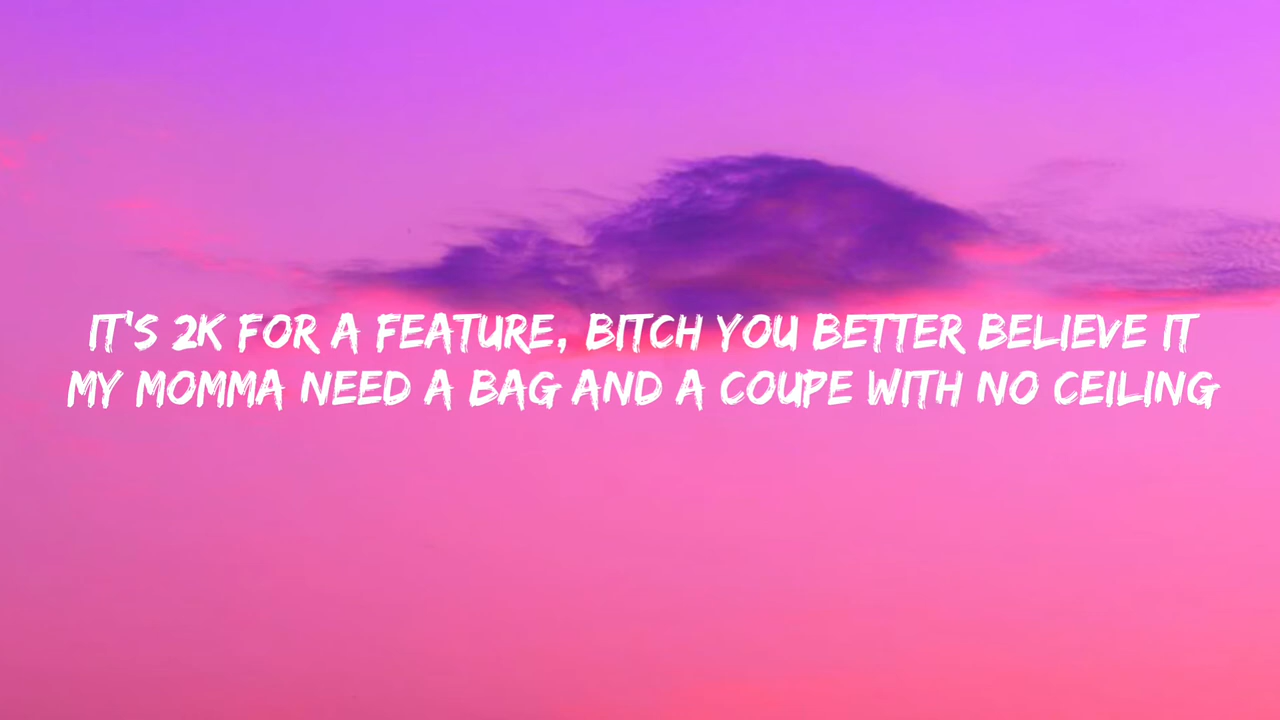 IT'S 2K FOR A FEATURE, BITCH YOU BETTER BELIEVE IT
MY MOMMA NEED A BAG AND A COUPE WITH NO CEILING